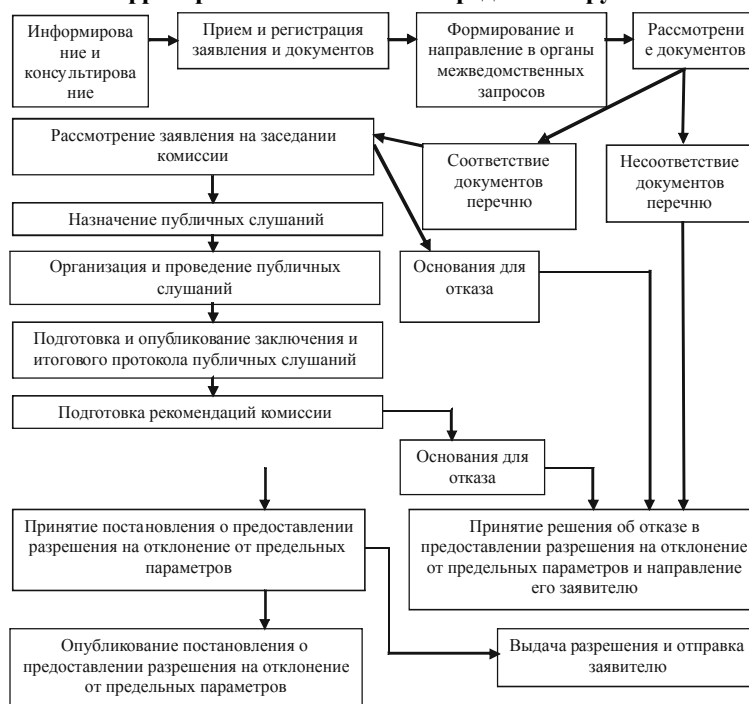 Информирова
ние и
консультирова
ние
Прием и регистрация
заявления и документов
Формирование и
направление в органы
межведомственных
запросов
Рассмотрени
е документов
Рассмотрение заявления на заседании
комиссии
Соответствие
документов
перечню
Несоответствие
документов
перечню
Назначение публичных слушаний
Организация и проведение публичных
слушаний
Основания для
отказа
Подготовка и опубликование заключения и
итогового протокола публичных слушаний
Подготовка рекомендаций комиссии
Основания для
отказа
Принятие постановления о предоставлении
разрешения на отклонение от предельных
параметров
Принятие решения об отказе в
предоставлении разрешения на отклонение
от предельных параметров и направление
его заявителю
Опубликование постановления о
предоставлении разрешения на отклонение
от предельных параметров
Выдача разрешения и отправка
заявителю